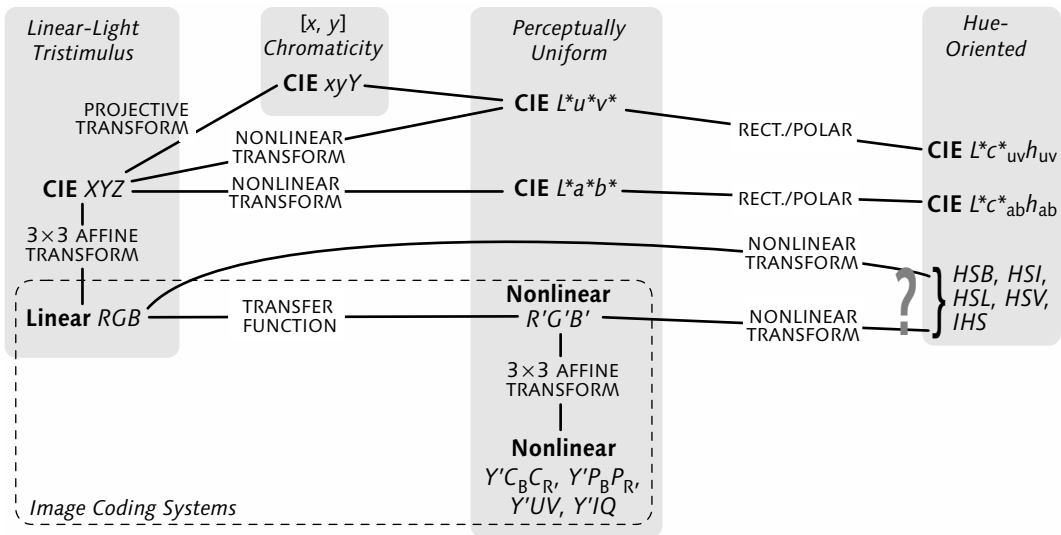 Linear-Light
Tristimulus
[x, y]
Chromaticity
Perceptually
Uniform
Hue-
Oriented
CIE xyY
CIE L*u*v*
PROJECTIVE
TRANSFORM
NONLINEAR
TRANSFORM
RECT./POLAR
CIE L*c*uvhuv
CIE XYZ
NONLINEAR
TRANSFORM
CIE L*a*b*
RECT./POLAR
CIE L*c*abhab
3×3 AFFINE
TRANSFORM
NONLINEAR
TRANSFORM
?
}
HSB, HSI,
HSL, HSV,
IHS
Linear RGB
TRANSFER
FUNCTION
Nonlinear
R'G'B'
NONLINEAR
TRANSFORM
3×3 AFFINE
TRANSFORM
Nonlinear
Y'CBCR, Y'PBPR,
Y'UV, Y'IQ
Image Coding Systems